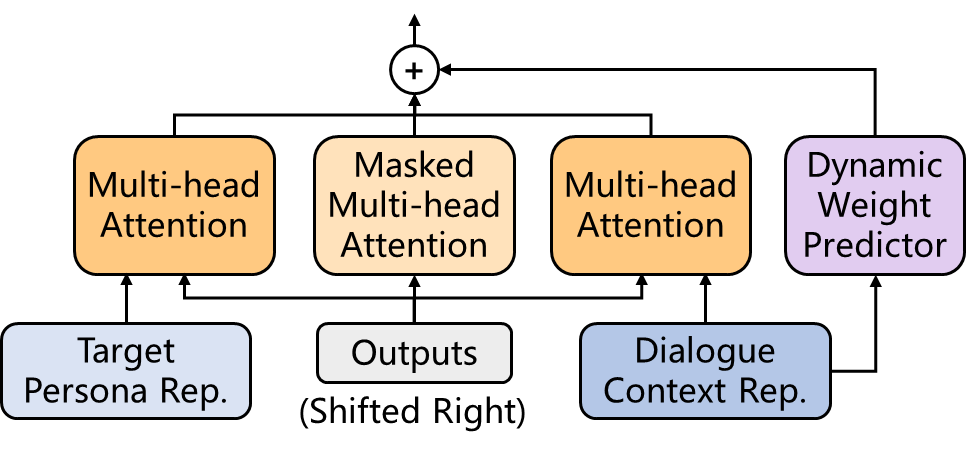 +
Multi-head
Attention
Masked
Multi-head
Attention
Multi-head
Attention
Dynamic
Weight
Predictor
Target
Persona Rep.
Outputs
(Shifted Right)
Dialogue
Context Rep.